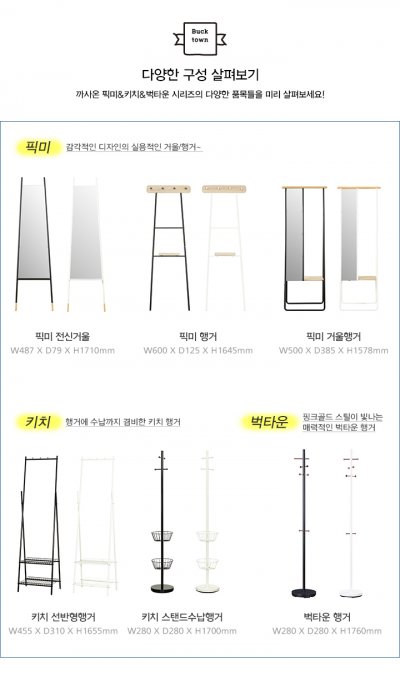 Buck
town
다양한 구성 살펴보기
까사온 픽미&키치&벅타운 시리즈의 다양한 품목들을 미리 살펴보세요!
픽미 감각적인 디자인의 실용적인 거울/행거~
픽미 전신거울
W487 X D79 X H1710mm
픽미 행거
W600 X D125 X H1645mm
픽미 거울행거
W500 X D385 X H1578mm
키치 행거에 수납까지 겸비한 키치 행거
벅타운 핑크골드 스틸이 빛나는
매력적인 벅타운 행거
키치 선반형행거
W455 X D310 X H1655mm
키치 스탠드수납행거
W280 X D280 X H1700mm
벅타운 행거
W280 X D280 X H1760mm